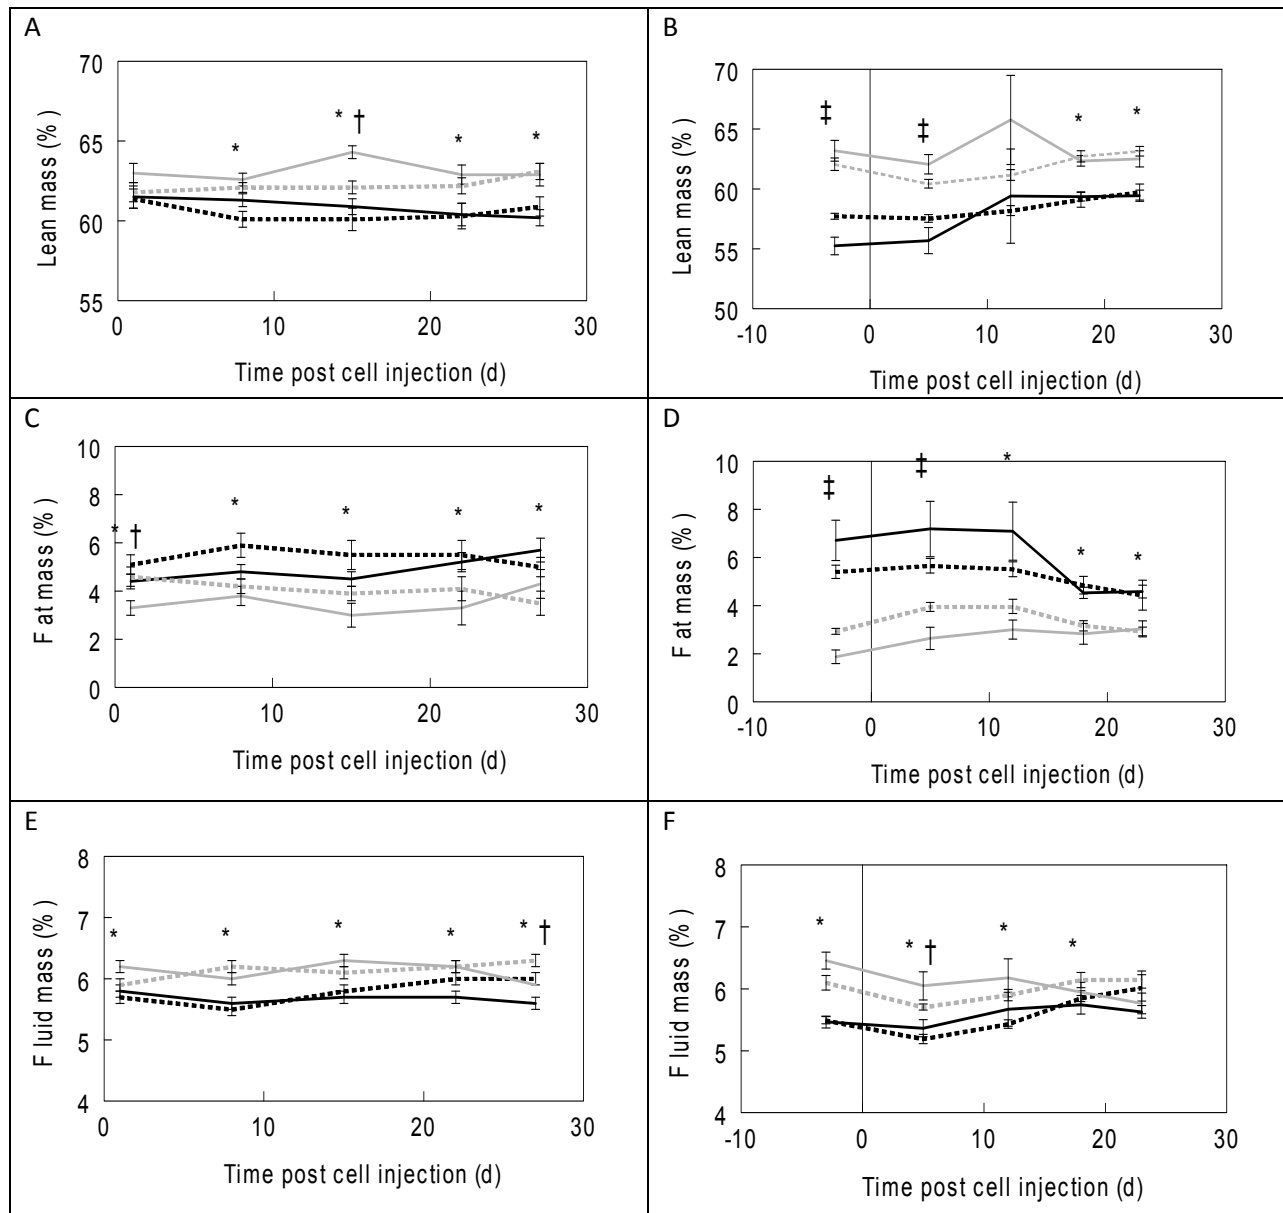 A
70
65
60
55
* * † * *
0 10 20 30
Lean mass (%)
Time post cell injection (d)
B
70
65
60
55
50
‡ ‡ * *
-10 0 10 20 30
Lean mass (%)
Time post cell injection (d)
C
10
8
6
4
2
0
* † * * * *
0 10 20 30
Fat mass (%)
Time post cell injection (d)
D
10
8
6
4
2
0
‡ ‡ * * *
-10 0 10 20 30
Fat mass (%)
Time post cell injection (d)
E
8
7
6
5
4
* * * * * †
0 10 20 30
Fluid mass (%)
Time post cell injection (d)
F
8
7
6
5
4
* * † * *
-10 0 10 20 30
Fluid mass (%)
Time post cell injection (d)